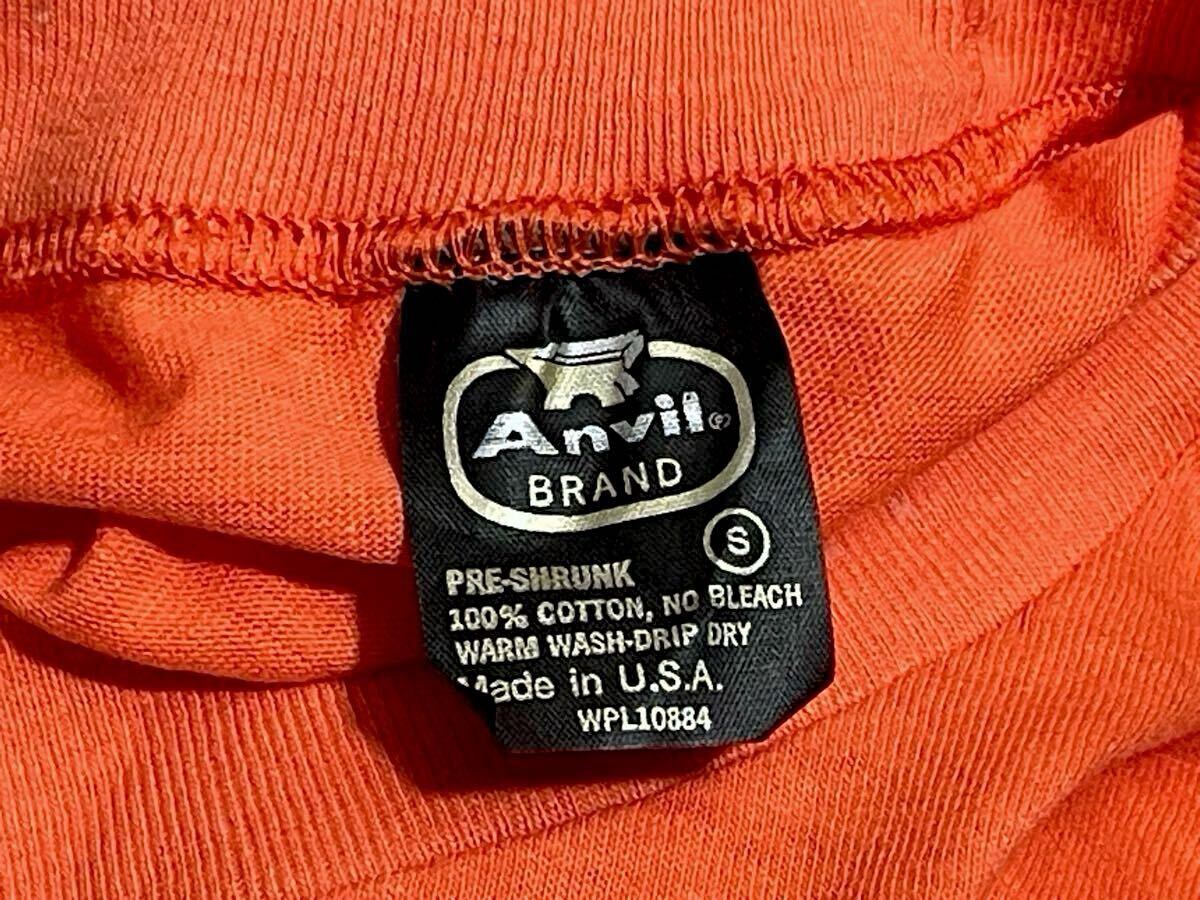 Anvil®
BRAND
S
PRE-SHRUNK
100% COTTON, NO BLEACH
WARM WASH-DRIP DRY
Made in U.S.A.
WPL10884